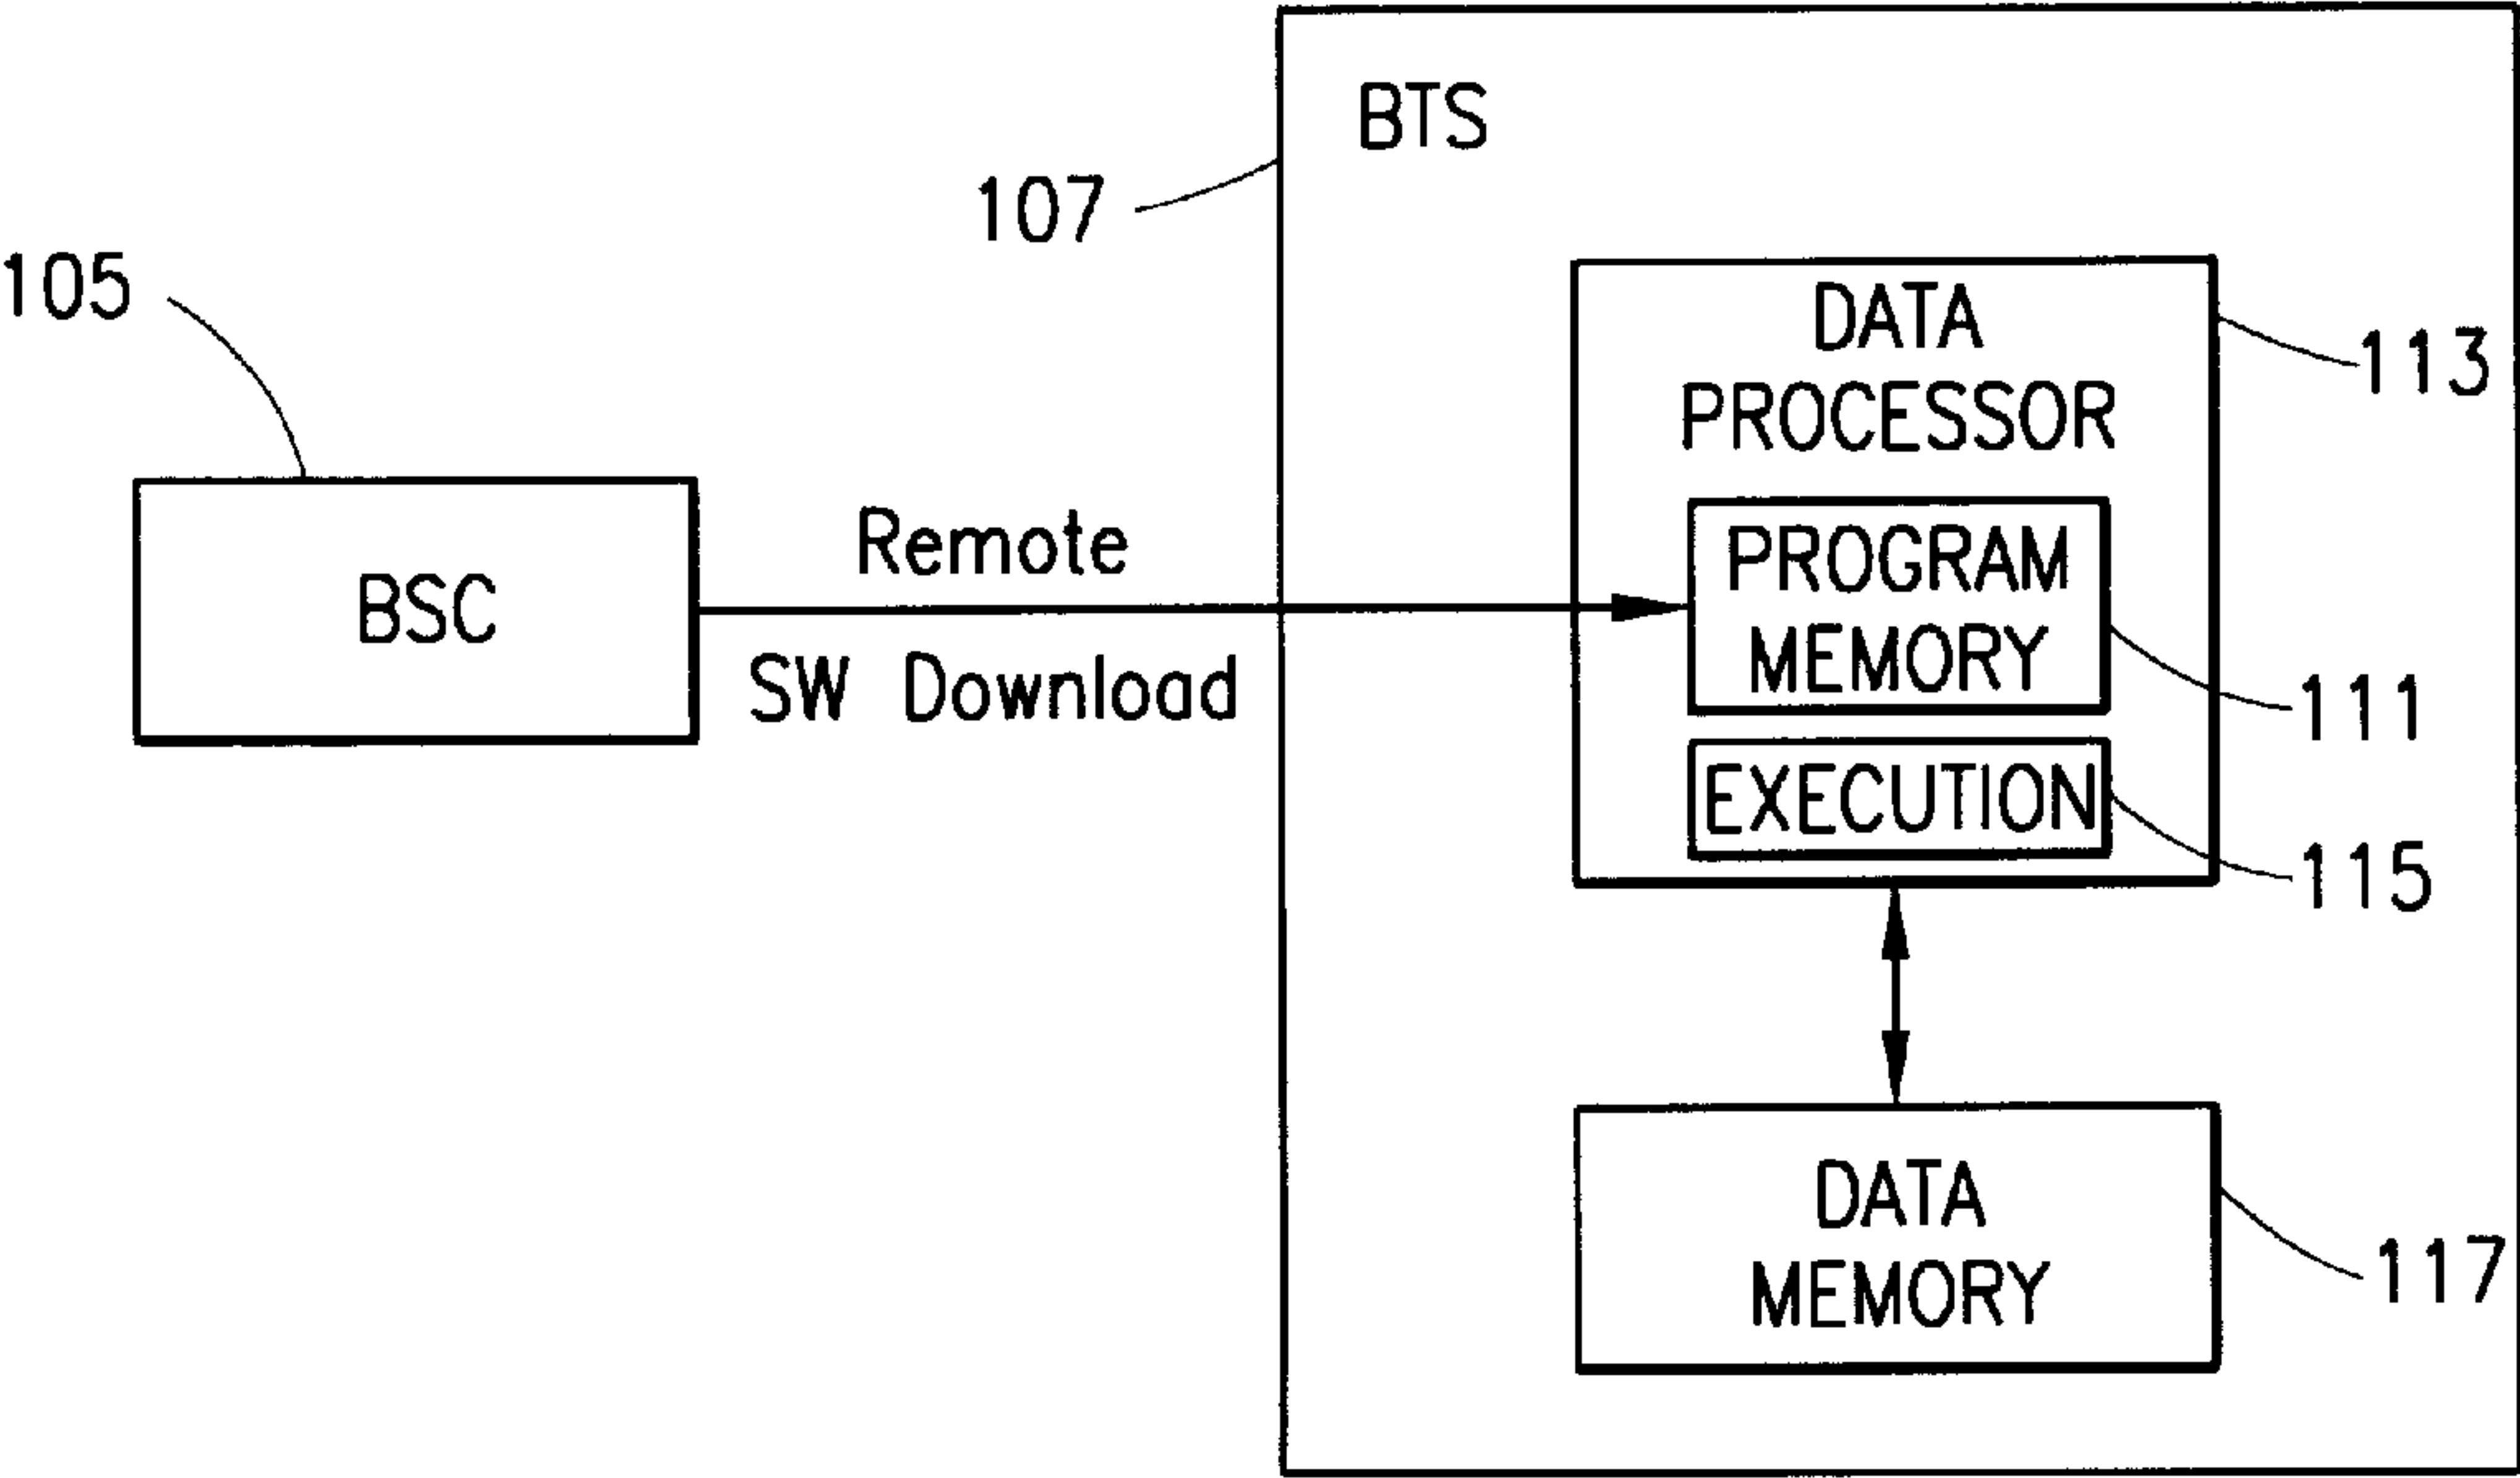 BTS
107
105
DATA
PROCESSOR
113
PROGRAM
MEMORY
111
Remote
BSC
SW Download
EXECUTION
115
DATA
MEMORY
117